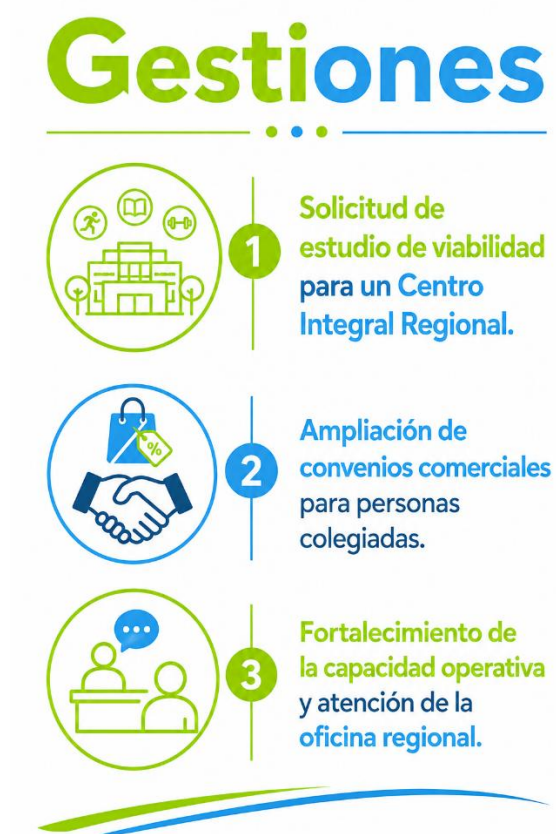 Gestiones
1
Solicitud de
estudio de viabilidad
para un Centro
Integral Regional.
%
2
Ampliación de
convenios comerciales
para personas
colegiadas.
3
Fortalecimiento de
la capacidad operativa
y atención de la
oficina regional.